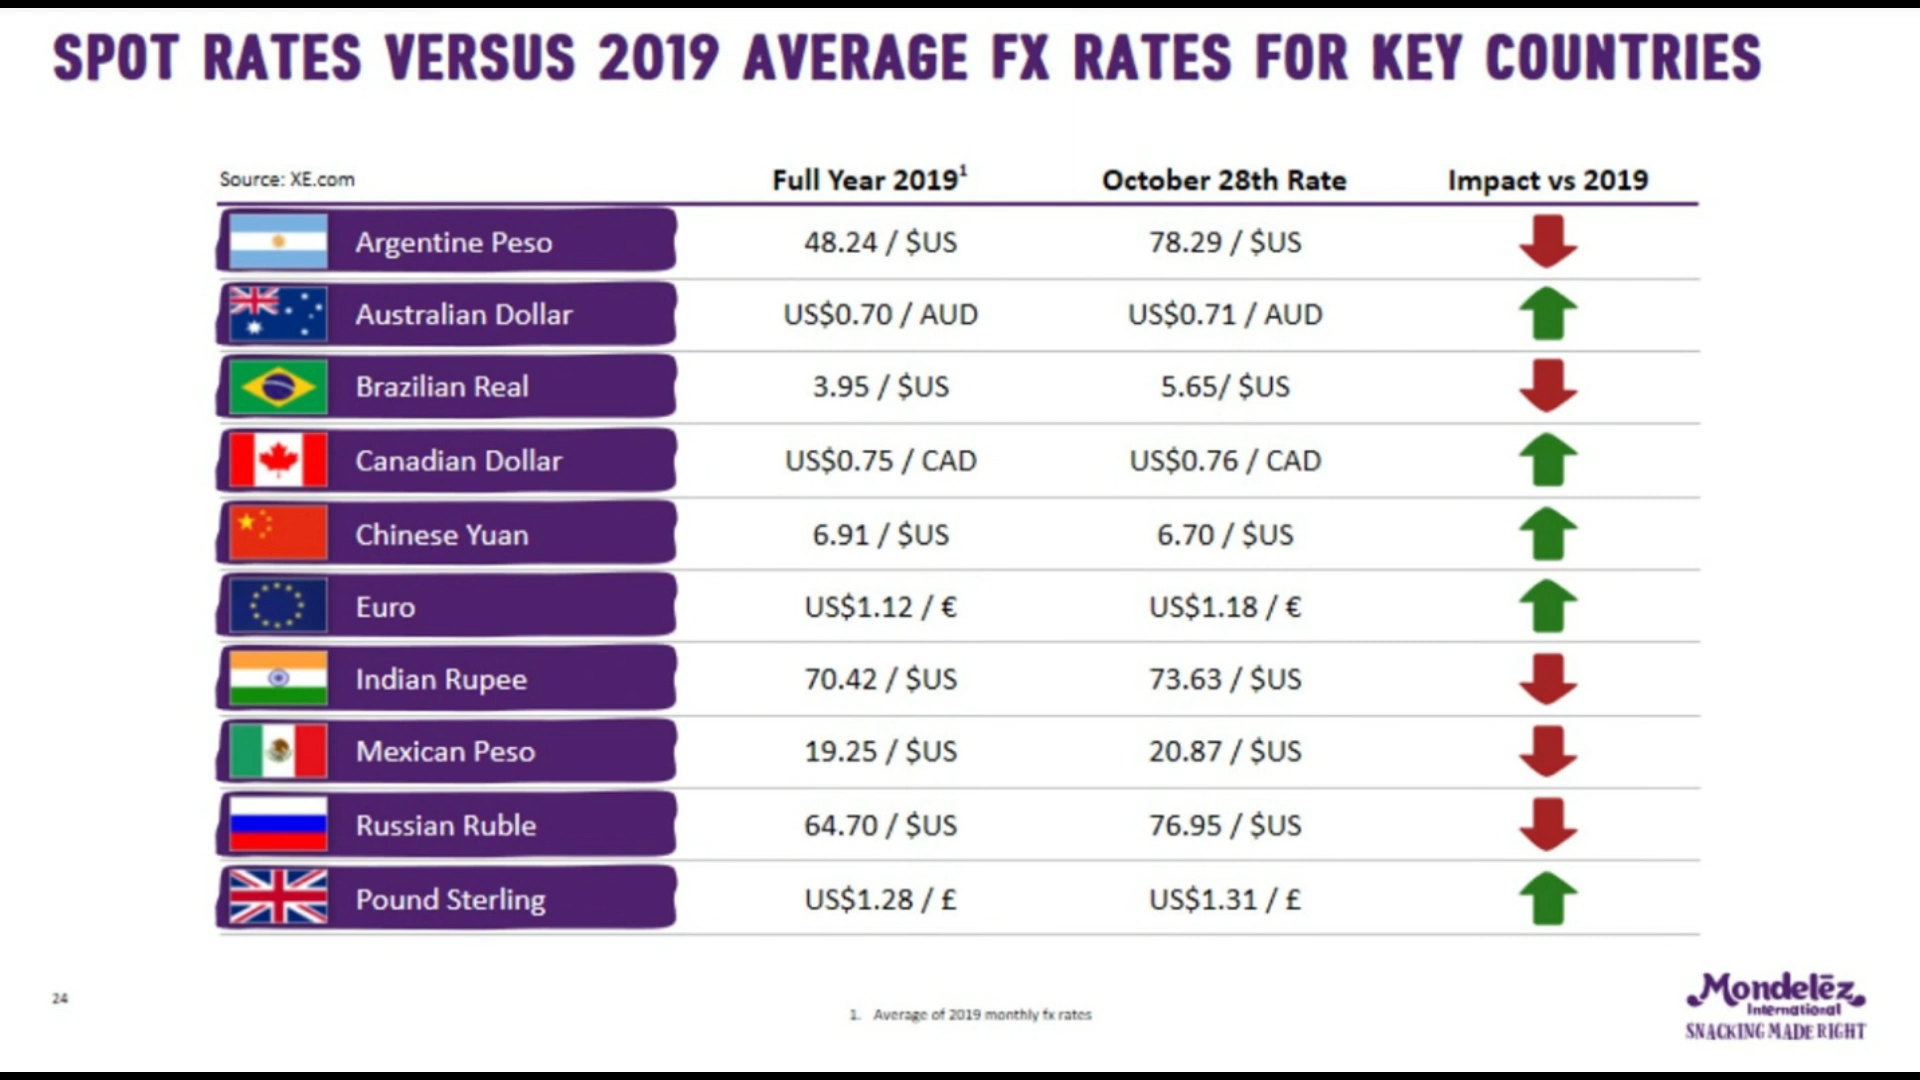 SPOT RATES VERSUS 2019 AVERAGE FX RATES FOR KEY COUNTRIES
Source: XE.com Full Year 2019¹ October 28th Rate Impact vs 2019
Argentine Peso 48.24 / $US 78.29 / $US
Australian Dollar US$0.70 / AUD US$0.71 / AUD
Brazilian Real 3.95 / $US 5.65/ $US
Canadian Dollar US$0.75 / CAD US$0.76 / CAD
Chinese Yuan 6.91 / $US 6.70 / $US
Euro US$1.12 / € US$1.18 / €
Indian Rupee 70.42 / $US 73.63 / $US
Mexican Peso 19.25 / $US 20.87 / $US
Russian Ruble 64.70 / $US 76.95 / $US
Pound Sterling US$1.28 / £ US$1.31 / £
24
1. Average of 2019 monthly fx rates
Mondelēz
International
SNACKING MADE RIGHT